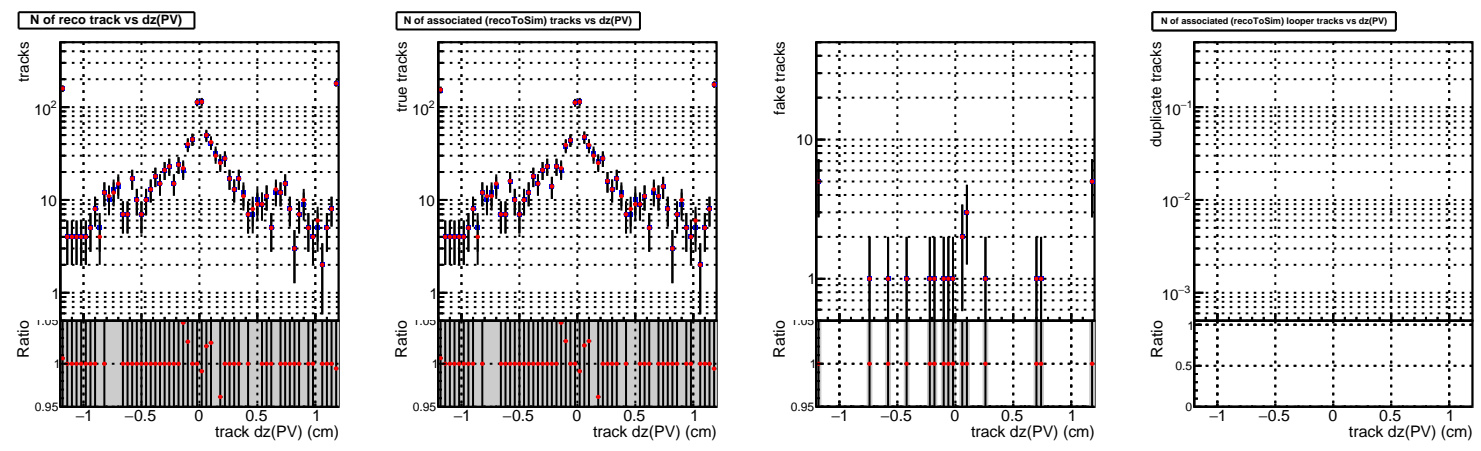 N of reco track vs dz(PV)
tracks
10²
10
1
Ratio
1.05
1
0.95
−1 −0.5 0 0.5 1
track dz(PV) (cm)
N of associated (recoToSim) tracks vs dz(PV)
true tracks
10²
10
1
Ratio
1.05
1
0.95
−1 −0.5 0 0.5 1
track dz(PV) (cm)
fake tracks
10
1
Ratio
1.05
1
0.95
−1 −0.5 0 0.5 1
track dz(PV) (cm)
N of associated (recoToSim) looper tracks vs dz(PV)
duplicate tracks
10⁻¹
10⁻²
10⁻³
Ratio
1
0.5
0
−1 −0.5 0 0.5 1
track dz(PV) (cm)